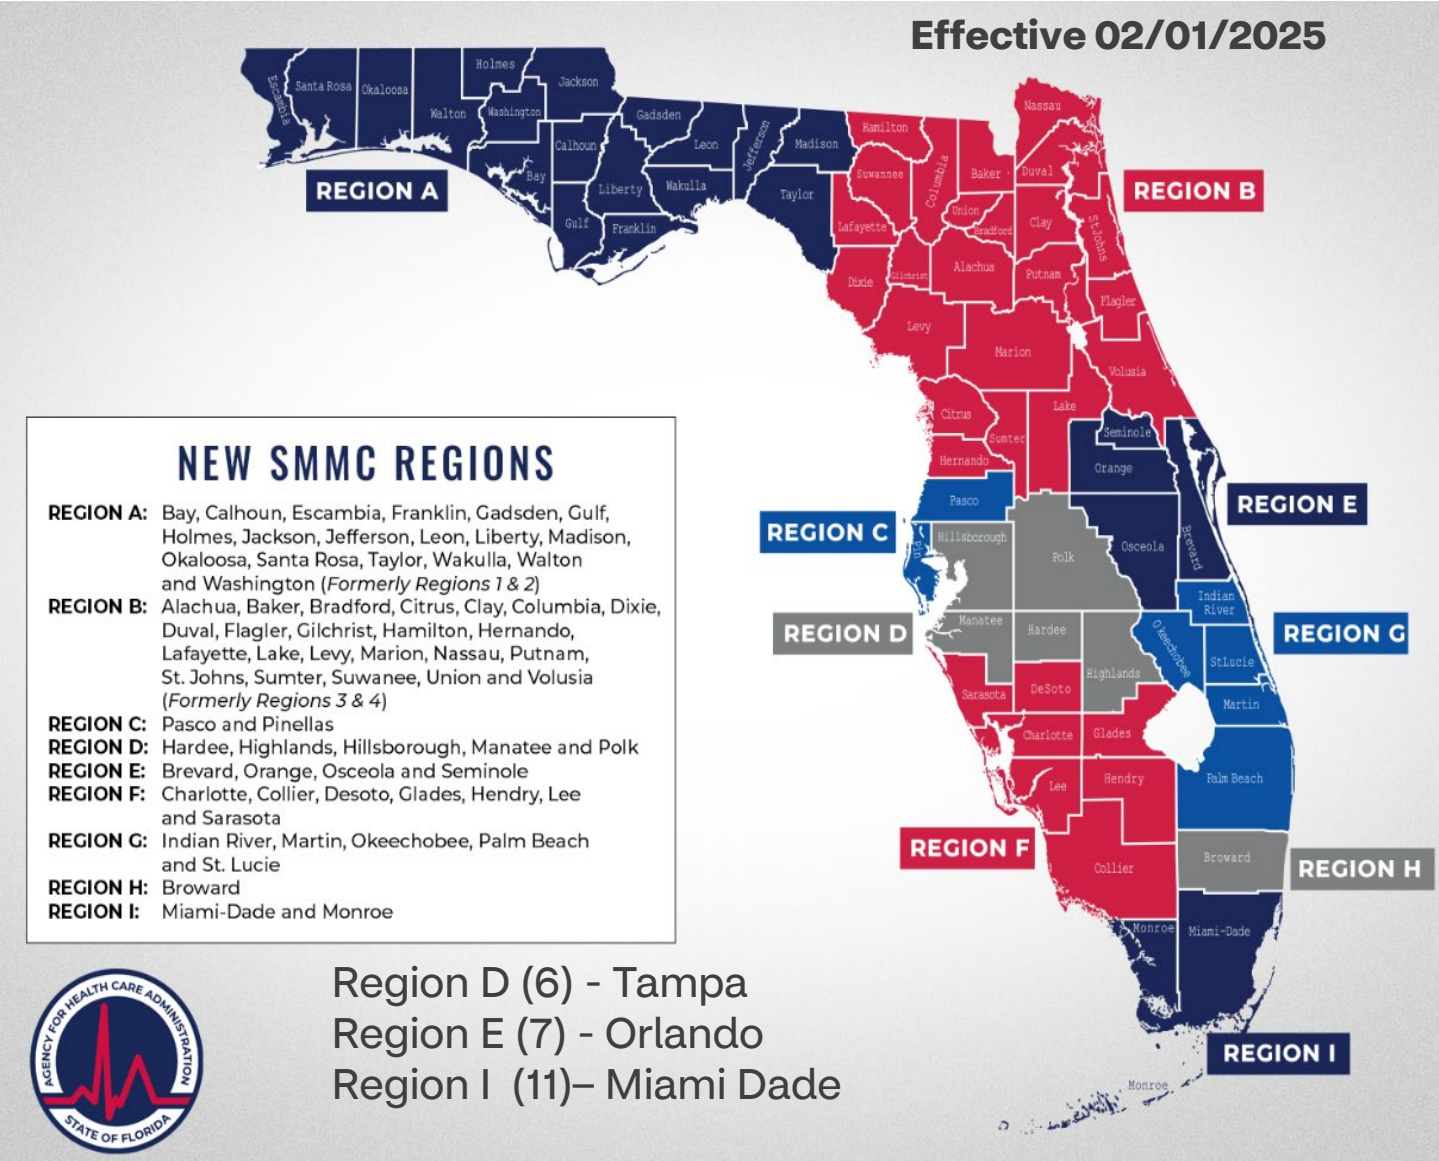 Effective 02/01/2025
Escambia
Santa Rosa
Okaloosa
Walton
Holmes
Washington
Jackson
Bay
Calhoun
Gulf
Liberty
Gadsden
Franklin
Leon
Wakulla
Jefferson
Madison
Taylor
REGION A
Hamilton
Suwannee
Lafayette
Columbia
Baker
Nassau
Duval
Union
Bradford
Clay
St Johns
Dixie
Gilchrist
Alachua
Putnam
Flagler
Levy
Marion
Volusia
Citrus
Sumter
Lake
Hernando
REGION B
Seminole
Orange
Osceola
Brevard
REGION E
Pasco
Pin
REGION C
Hillsborough
Polk
Manatee
Hardee
Highlands
REGION D
Indian
River
Okeechobee
StLucie
Martin
Palm Beach
REGION G
Sarasota
DeSoto
Charlotte
Glades
Lee
Hendry
Collier
REGION F
Broward
REGION H
Monroe
Miami-Dade
REGION I
Monroe
NEW SMMC REGIONS
REGION A: Bay, Calhoun, Escambia, Franklin, Gadsden, Gulf,
Holmes, Jackson, Jefferson, Leon, Liberty, Madison,
Okaloosa, Santa Rosa, Taylor, Wakulla, Walton
and Washington (Formerly Regions 1 & 2)
REGION B: Alachua, Baker, Bradford, Citrus, Clay, Columbia, Dixie,
Duval, Flagler, Gilchrist, Hamilton, Hernando,
Lafayette, Lake, Levy, Marion, Nassau, Putnam,
St. Johns, Sumter, Suwanee, Union and Volusia
(Formerly Regions 3 & 4)
REGION C: Pasco and Pinellas
REGION D: Hardee, Highlands, Hillsborough, Manatee and Polk
REGION E: Brevard, Orange, Osceola and Seminole
REGION F: Charlotte, Collier, Desoto, Glades, Hendry, Lee
and Sarasota
REGION G: Indian River, Martin, Okeechobee, Palm Beach
and St. Lucie
REGION H: Broward
REGION I: Miami-Dade and Monroe
AGENCY FOR HEALTH CARE ADMINISTRATION
STATE OF FLORIDA
Region D (6) - Tampa
Region E (7) - Orlando
Region I (11)– Miami Dade